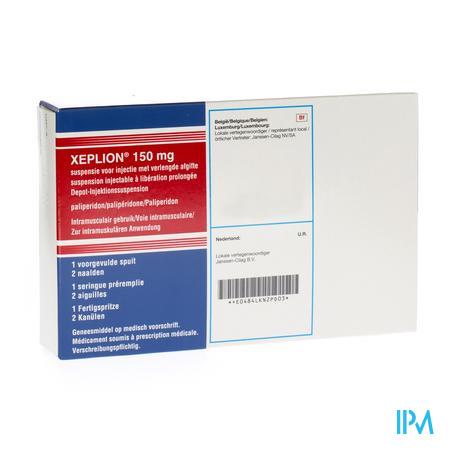 XEPLION® 150 mg
suspensie voor injectie met verlengde afgifte
suspension injectable à libération prolongée
Depot-Injektionssuspension
paliperidon/palipéridone/Paliperidon
Intramusculair gebruik/Voie intramusculaire/
Zur intramuskulären Anwendung
1 voorgevulde spuit
2 naalden
1 seringue préremplie
2 aiguilles
1 Fertigspritze
2 Kanülen
Geneesmiddel op medisch voorschrift.
Médicament soumis à prescription médicale.
Verschreibungspflichtig.
België/Belgique/Belgien:
Luxemburg/Luxembourg:
Lokale vertegenwoordiger / représentant local /
örtlicher Vertreter: Janssen-Cilag NV/SA
Bf
Nederland: U.R.
Lokale vertegenwoordiger
Janssen-Cilag B.V.
**E0484LKNZP003**
IPM